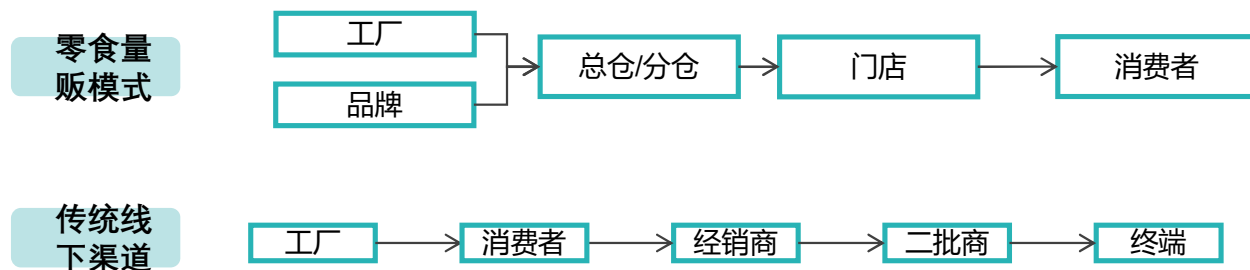 零食量
贩模式
工厂
品牌
总仓/分仓
门店
消费者
传统线
下渠道
工厂
消费者
经销商
二批商
终端